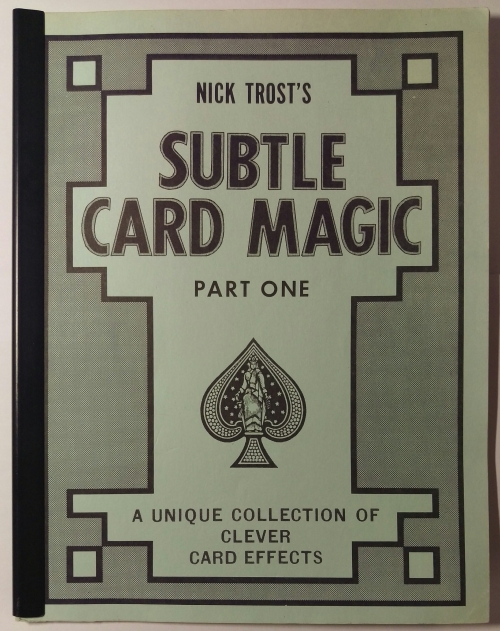 NICK TROST'S
SUBTLE
CARD MAGIC
PART ONE
A UNIQUE COLLECTION OF
CLEVER
CARD EFFECTS